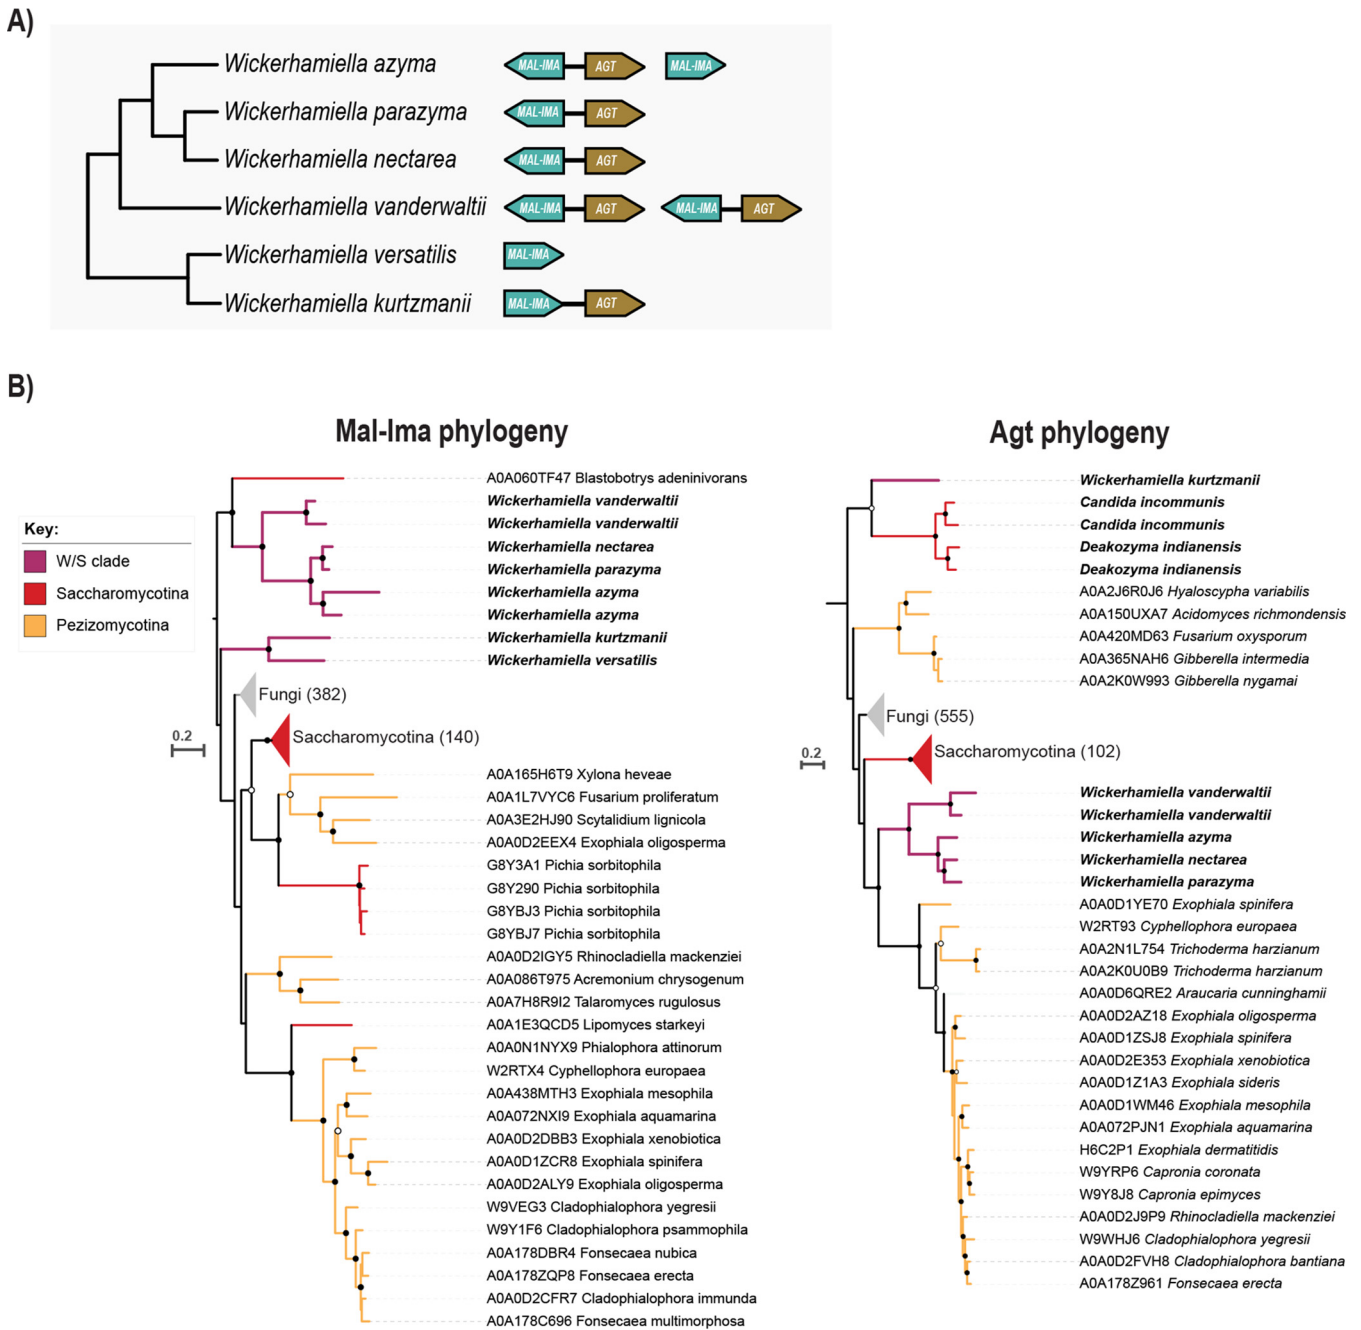 A)
Wickerhamiella azyma MAL-IMA AGT MAL-IMA
Wickerhamiella parazyma MAL-IMA AGT
Wickerhamiella nectarea MAL-IMA AGT
Wickerhamiella vanderwaltii MAL-IMA AGT MAL-IMA AGT
Wickerhamiella versatilis MAL-IMA
Wickerhamiella kurtzmanii MAL-IMA AGT
B)
Mal-Ima phylogeny
Key:
W/S clade
Saccharomycotina
Pezizomycotina
A0A060TF47 Blastobotrys adeninivorans
Wickerhamiella vanderwaltii
Wickerhamiella vanderwaltii
Wickerhamiella nectarea
Wickerhamiella parazyma
Wickerhamiella azyma
Wickerhamiella azyma
Wickerhamiella kurtzmanii
Wickerhamiella versatilis
Fungi (382)
Saccharomycotina (140)
0.2
A0A165H6T9 Xylona heveae
A0A1L7VYC6 Fusarium proliferatum
A0A3E2HJ90 Scytalidium lignicola
A0A0D2EEX4 Exophiala oligosperma
G8Y3A1 Pichia sorbitophila
G8Y290 Pichia sorbitophila
G8YBJ3 Pichia sorbitophila
G8YBJ7 Pichia sorbitophila
A0A0D2IGY5 Rhinocladiella mackenziei
A0A086T975 Acremonium chrysogenum
A0A7H8R9I2 Talaromyces rugulosus
A0A1E3QCD5 Lipomyces starkeyi
A0A0N1NYX9 Phialophora attinorum
W2RTX4 Cyphellophora europaea
A0A438MTH3 Exophiala mesophila
A0A072NXI9 Exophiala aquamarina
A0A0D2DBB3 Exophiala xenobiotica
A0A0D1ZCR8 Exophiala spinifera
A0A0D2ALY9 Exophiala oligosperma
W9VEG3 Cladophialophora yegresii
W9Y1F6 Cladophialophora psammophila
A0A178DBR4 Fonsecaea nubica
A0A178ZQP8 Fonsecaea erecta
A0A0D2CFR7 Cladophialophora immunda
A0A178C696 Fonsecaea multimorphosa
Agt phylogeny
Wickerhamiella kurtzmanii
Candida incommunis
Candida incommunis
Deakozyma indianensis
Deakozyma indianensis
A0A2J6R0J6 Hyaloscypha variabilis
A0A150UXA7 Acidomyces richmondensis
A0A420MD63 Fusarium oxysporum
A0A365NAH6 Gibberella intermedia
A0A2K0W993 Gibberella nygamai
Fungi (555)
Saccharomycotina (102)
0.2
Wickerhamiella vanderwaltii
Wickerhamiella vanderwaltii
Wickerhamiella azyma
Wickerhamiella nectarea
Wickerhamiella parazyma
A0A0D1YE70 Exophiala spinifera
W2RT93 Cyphellophora europaea
A0A2N1L754 Trichoderma harzianum
A0A2K0U0B9 Trichoderma harzianum
A0A0D6QRE2 Araucaria cunninghamii
A0A0D2AZ18 Exophiala oligosperma
A0A0D1ZSJ8 Exophiala spinifera
A0A0D2E353 Exophiala xenobiotica
A0A0D1Z1A3 Exophiala sideris
A0A0D1WM46 Exophiala mesophila
A0A072PJN1 Exophiala aquamarina
H6C2P1 Exophiala dermatitidis
W9YRP6 Capronia coronata
W9Y8J8 Capronia epimyces
A0A0D2J9P9 Rhinocladiella mackenziei
W9WHJ6 Cladophialophora yegresii
A0A0D2FVH8 Cladophialophora bantiana
A0A178Z961 Fonsecaea erecta